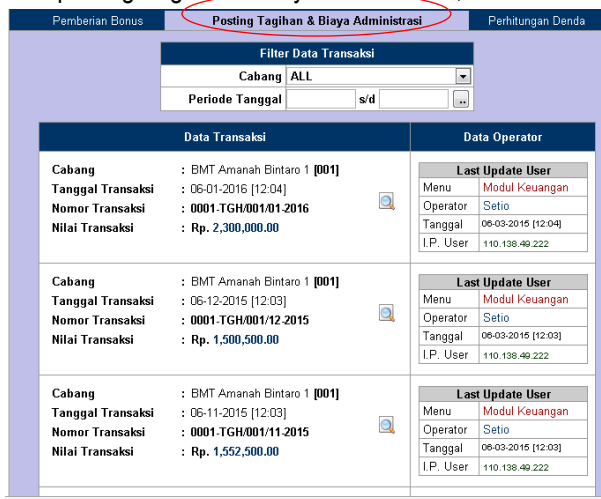 Pemberian Bonus
Posting Tagihan & Biaya Administrasi
Perhitungan Denda
Filter Data Transaksi
Cabang ALL
Periode Tanggal s/d ..
Data Transaksi
Data Operator
Cabang : BMT Amanah Bintaro 1 [001]
Tanggal Transaksi : 06-01-2016 [12:04]
Nomor Transaksi : 0001-TGH/001/01-2016
Nilai Transaksi : Rp. 2,300,000.00
Last Update User
Menu Modul Keuangan
Operator Setio
Tanggal 06-03-2015 [12:04]
I.P. User 110.138.49.222
Cabang : BMT Amanah Bintaro 1 [001]
Tanggal Transaksi : 06-12-2015 [12:03]
Nomor Transaksi : 0001-TGH/001/12-2015
Nilai Transaksi : Rp. 1,500,500.00
Last Update User
Menu Modul Keuangan
Operator Setio
Tanggal 06-03-2015 [12:03]
I.P. User 110.138.49.222
Cabang : BMT Amanah Bintaro 1 [001]
Tanggal Transaksi : 06-11-2015 [12:03]
Nomor Transaksi : 0001-TGH/001/11-2015
Nilai Transaksi : Rp. 1,552,500.00
Last Update User
Menu Modul Keuangan
Operator Setio
Tanggal 06-03-2015 [12:03]
I.P. User 110.138.49.222